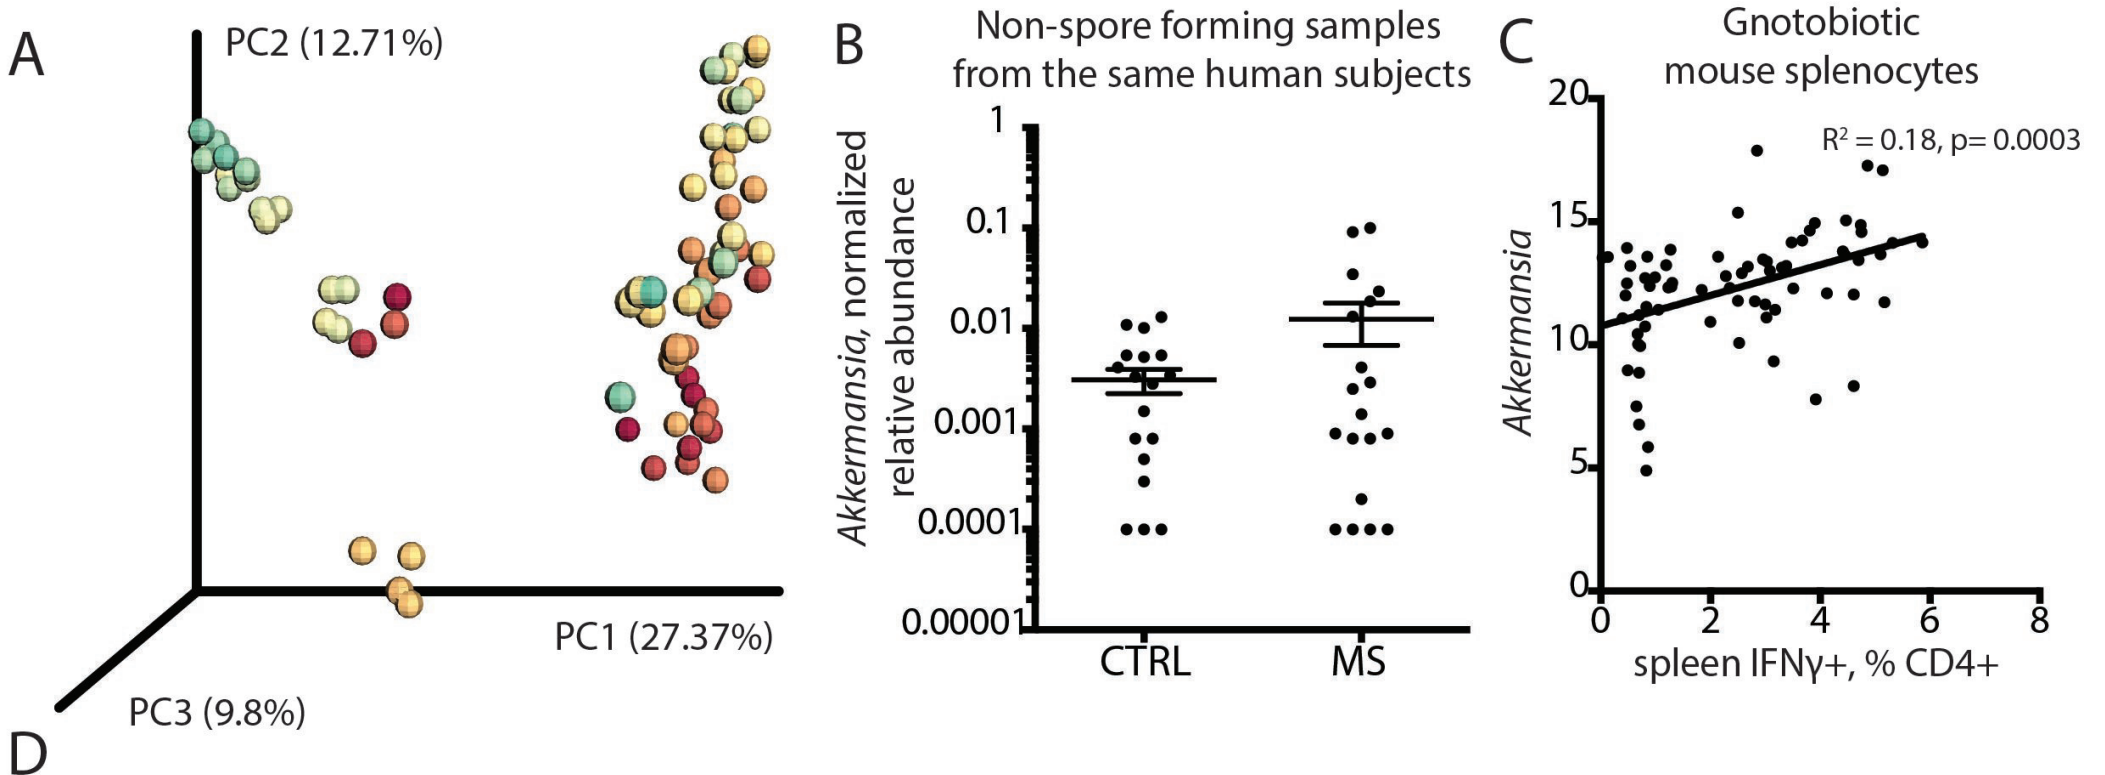 A
PC2 (12.71%)
PC1 (27.37%)
PC3 (9.8%)
B
Non-spore forming samples
from the same human subjects
Akkermansia, normalized
relative abundance
1
0.1
0.01
0.001
0.0001
0.00001
CTRL
MS
C
Gnotobiotic
mouse splenocytes
R² = 0.18, p= 0.0003
Akkermansia
20
15
10
5
0
0 2 4 6 8
spleen IFNγ+, % CD4+
D